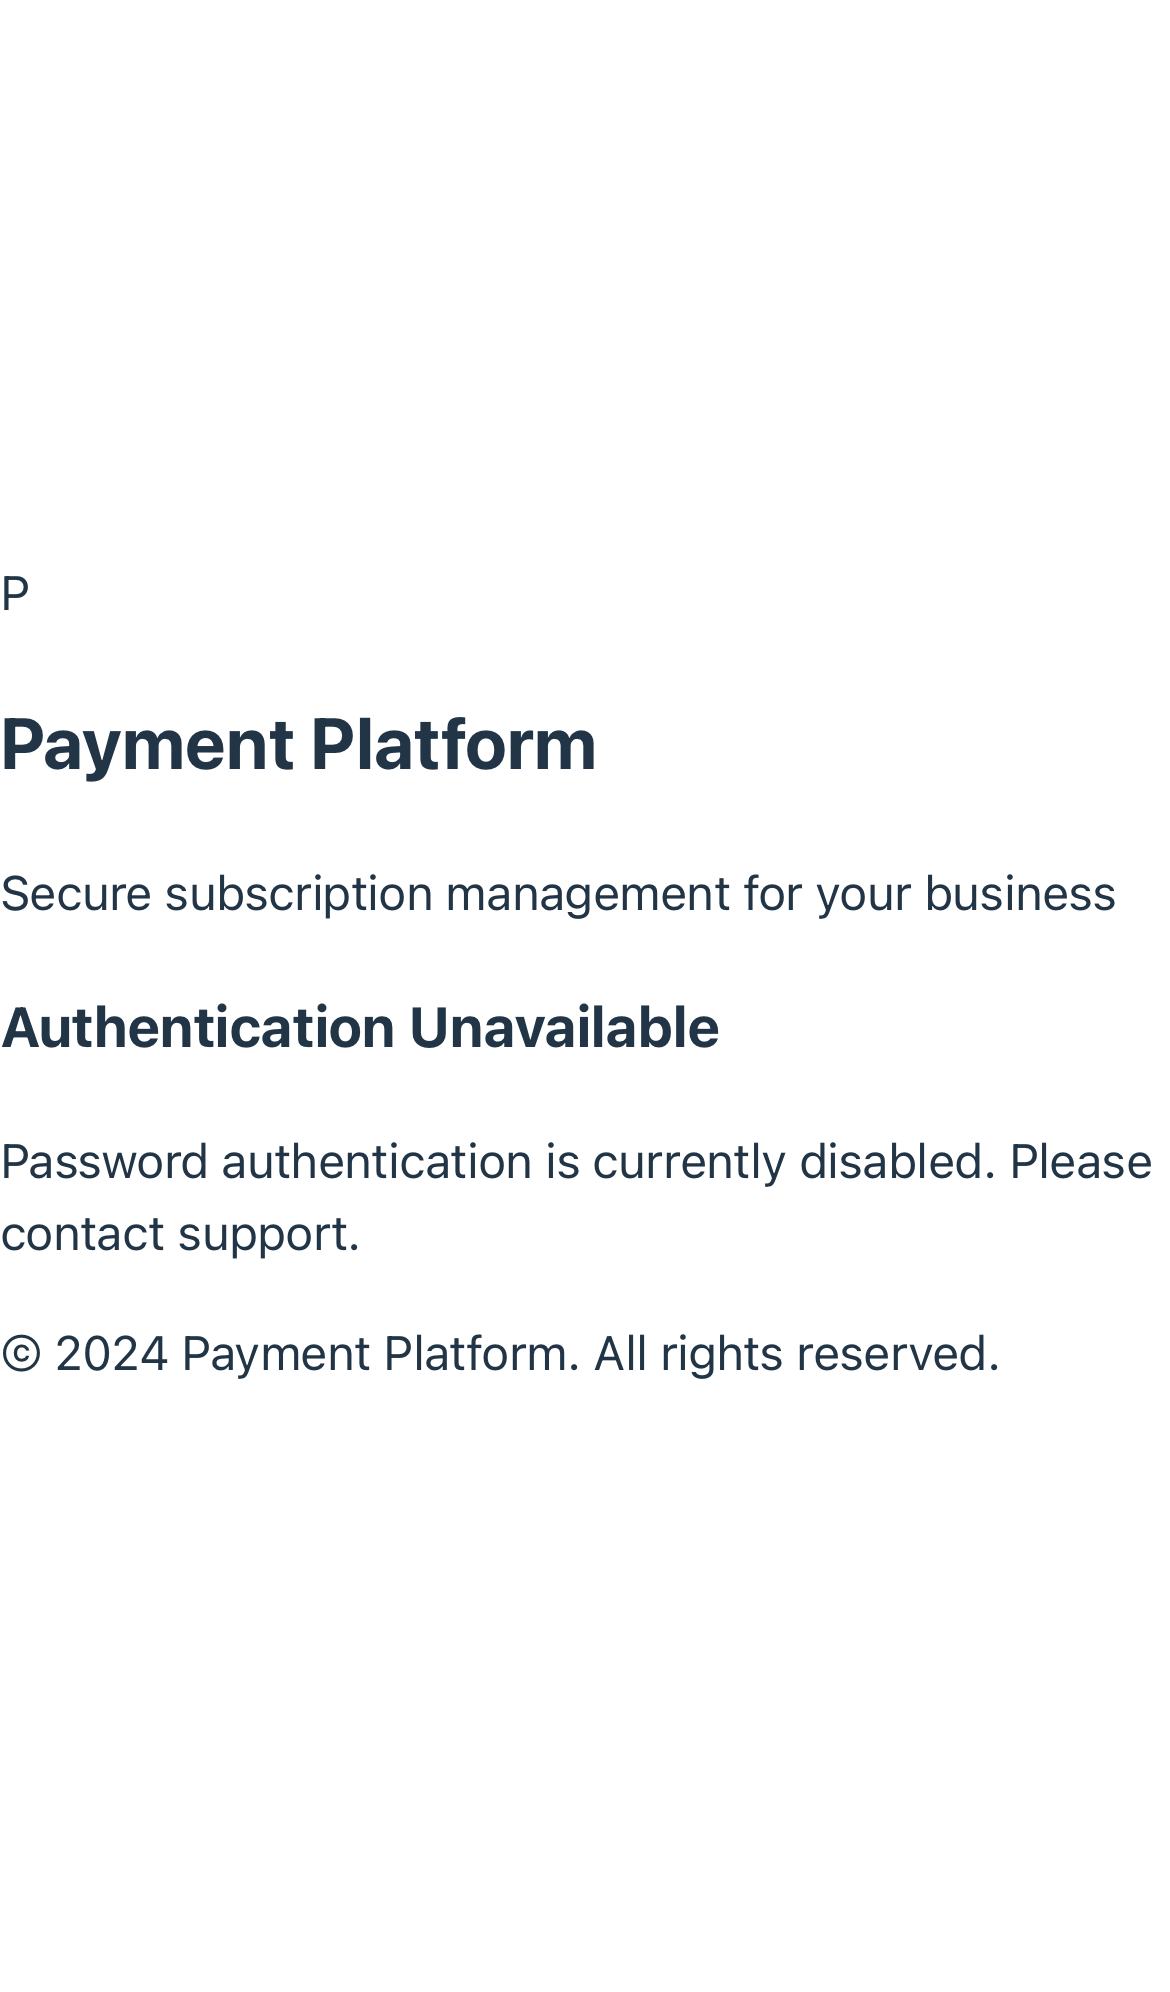 P
Payment Platform
Secure subscription management for your business
Authentication Unavailable
Password authentication is currently disabled. Please
contact support.
© 2024 Payment Platform. All rights reserved.